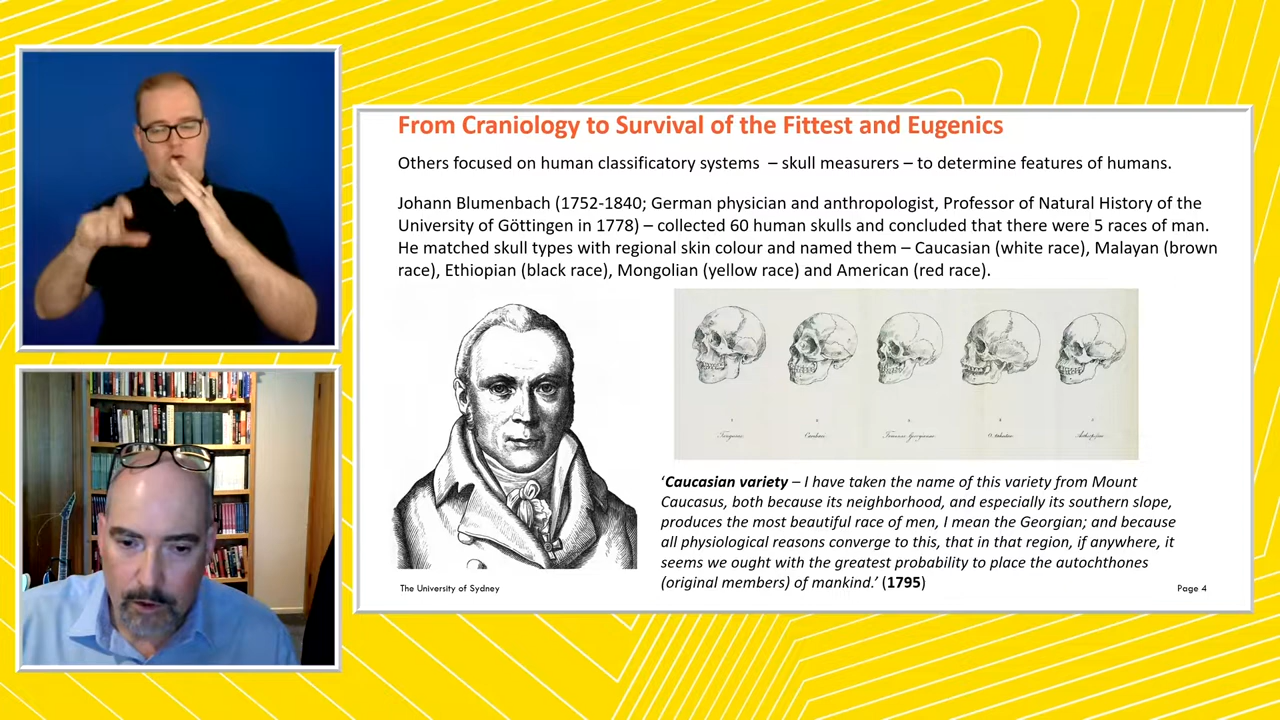 From Craniology to Survival of the Fittest and Eugenics
Others focused on human classificatory systems – skull measurers – to determine features of humans.
Johann Blumenbach (1752-1840; German physician and anthropologist, Professor of Natural History of the
University of Göttingen in 1778) – collected 60 human skulls and concluded that there were 5 races of man.
He matched skull types with regional skin colour and named them – Caucasian (white race), Malayan (brown
race), Ethiopian (black race), Mongolian (yellow race) and American (red race).
‘Caucasian variety – I have taken the name of this variety from Mount
Caucasus, both because its neighborhood, and especially its southern slope,
produces the most beautiful race of men, I mean the Georgian; and because
all physiological reasons converge to this, that in that region, if anywhere, it
seems we ought with the greatest probability to place the autochthones
(original members) of mankind.’ (1795)
The University of Sydney
Page 4